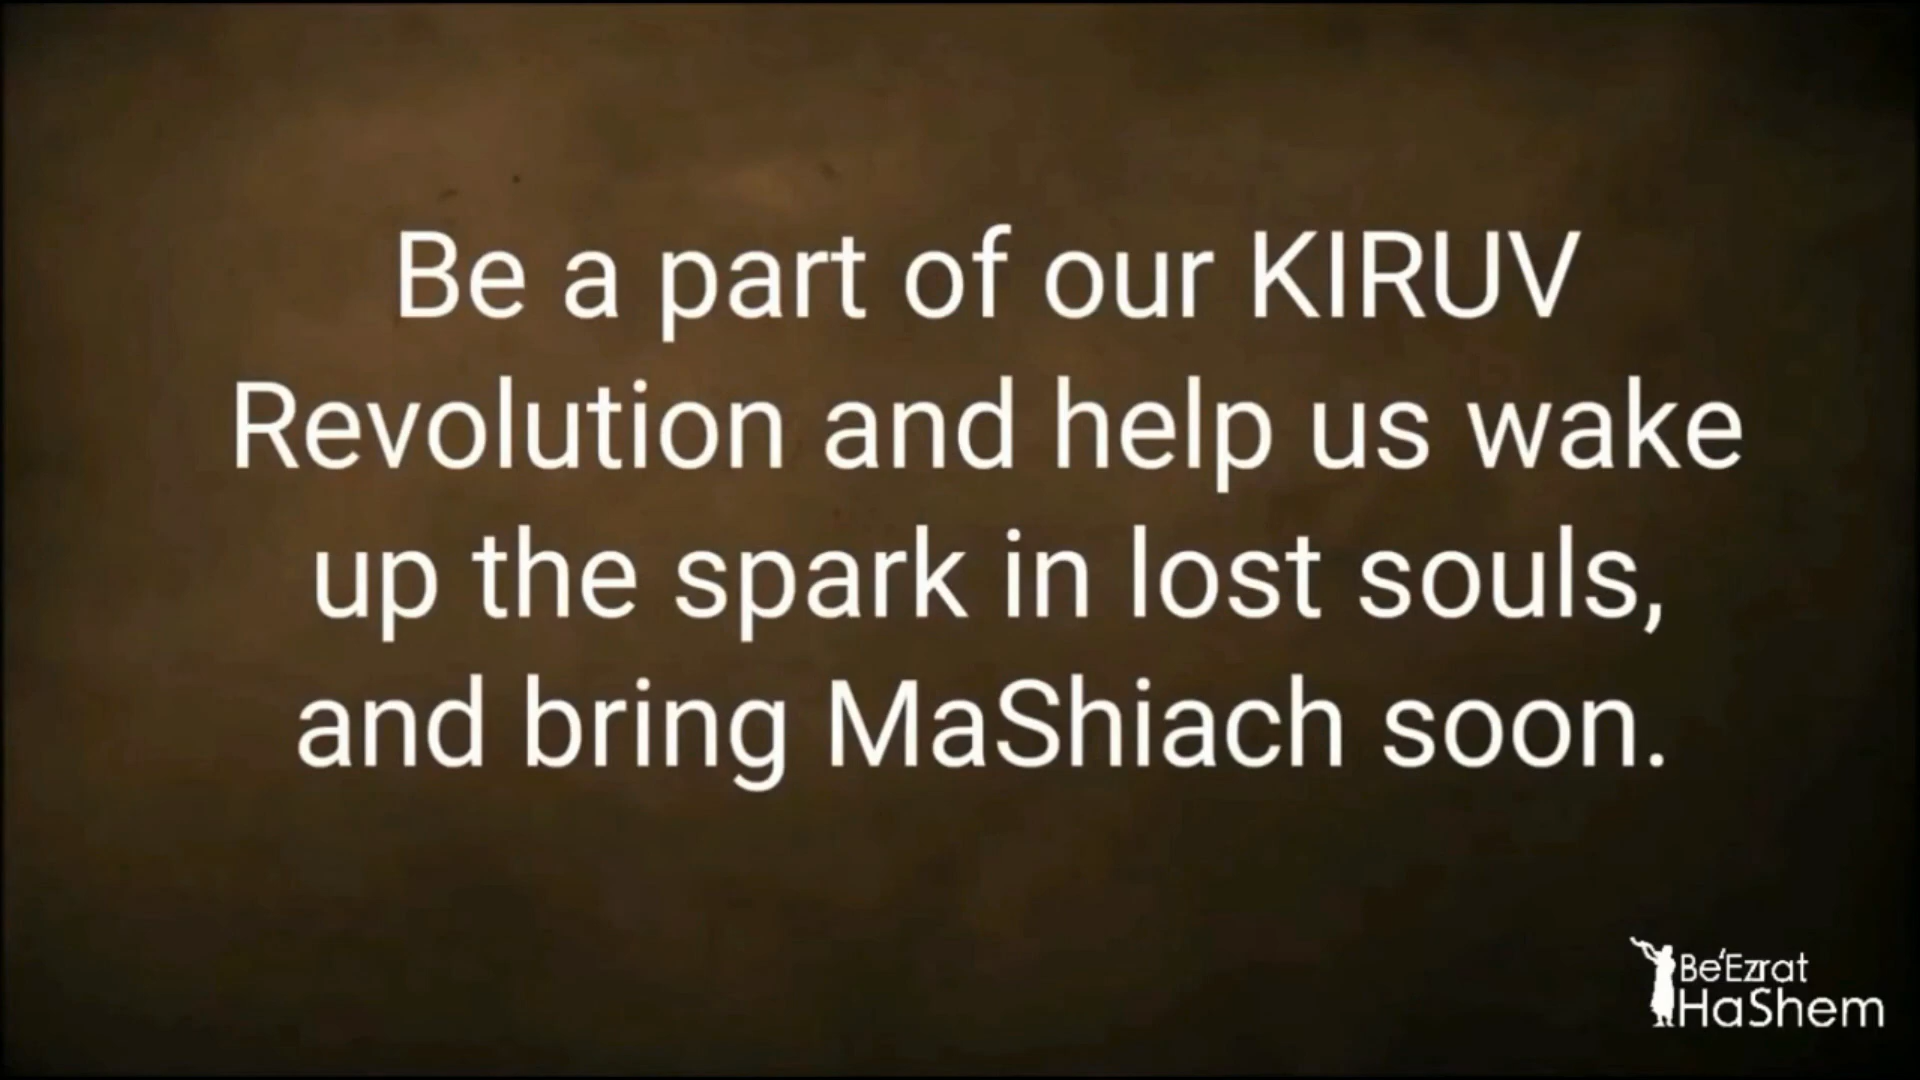 Be a part of our KIRUV
Revolution and help us wake
up the spark in lost souls,
and bring MaShiach soon.
Be'Ezrat
HaShem